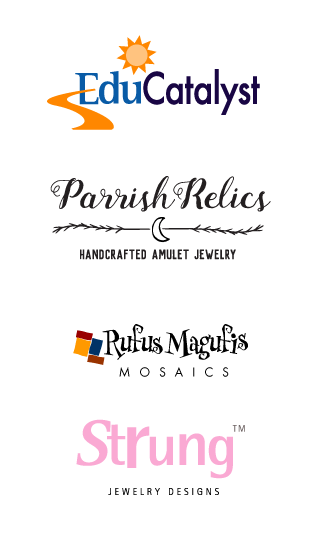 EduCatalyst
Parrish Relics
HANDCRAFTED AMULET JEWELRY
Rufus Magufis
MOSAICS
Strung™
JEWELRY DESIGNS